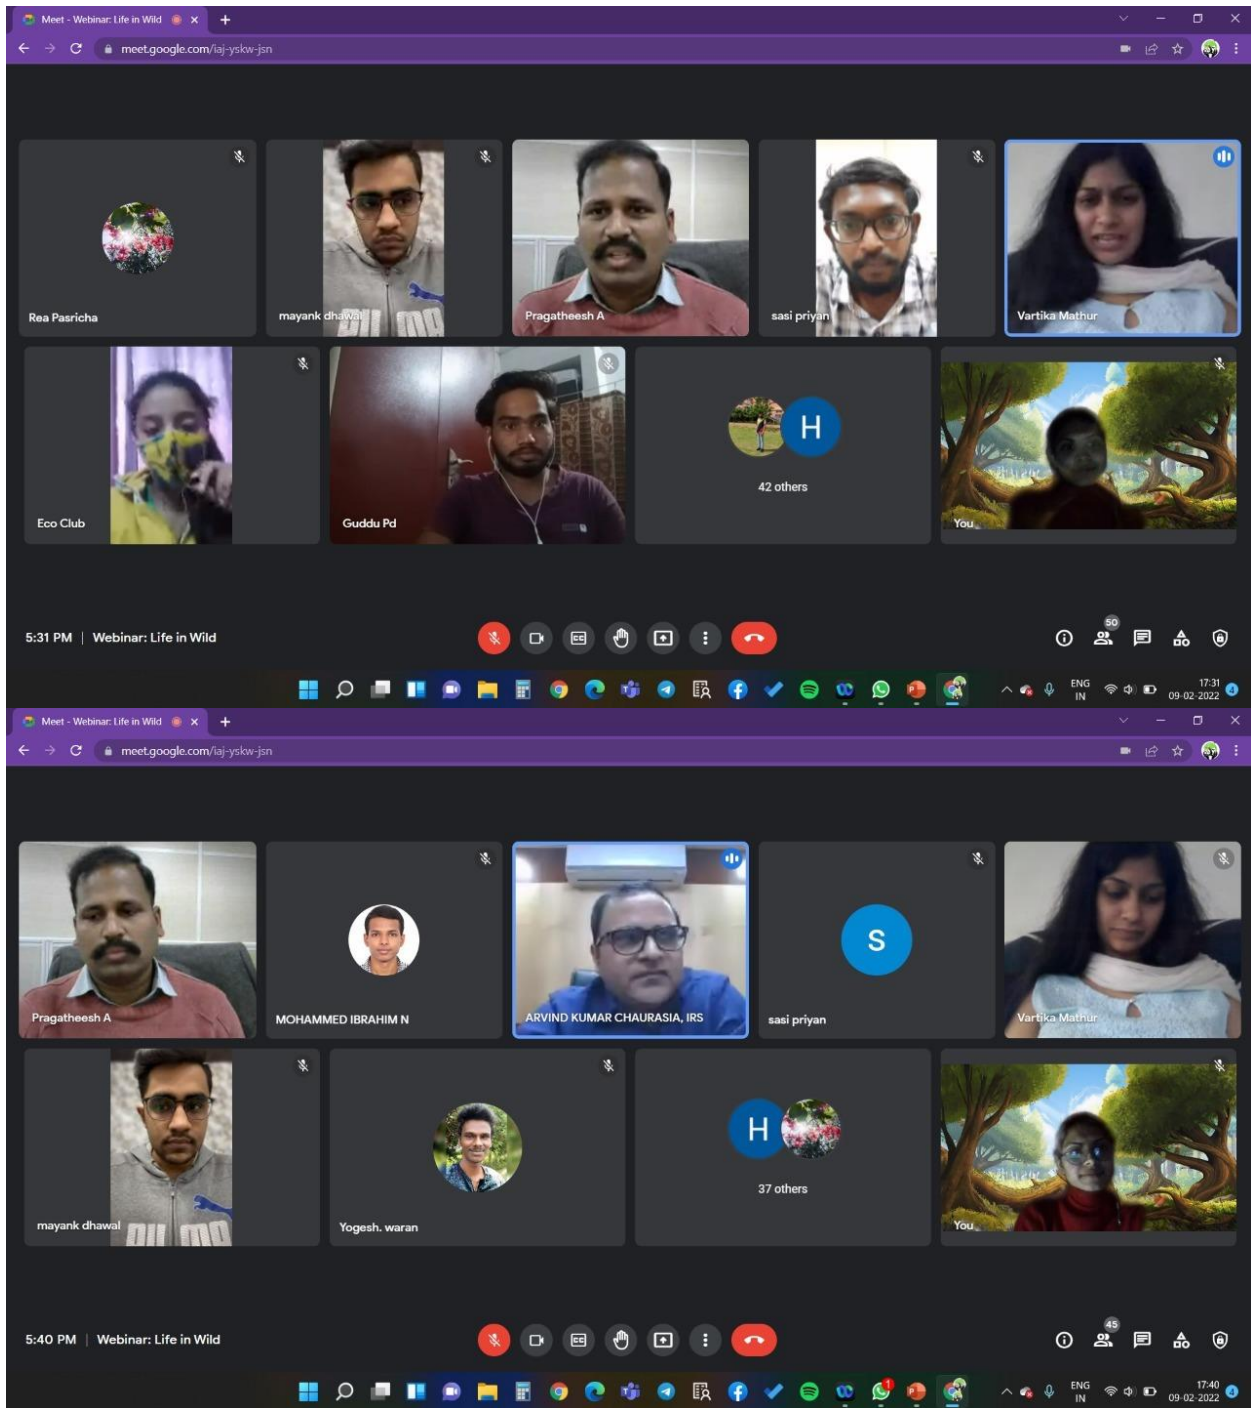 Meet - Webinar: Life in Wild
meet.google.com/iaj-yskw-jsn
Rea Pasricha
mayank dhawal
Pragatheesh A
sasi priyan
Vartika Mathur
Eco Club
Guddu Pd
H
42 others
You
5:31 PM | Webinar: Life in Wild
50
ENG
IN
17:31
09-02-2022
4
Meet - Webinar: Life in Wild
meet.google.com/iaj-yskw-jsn
Pragatheesh A
MOHAMMED IBRAHIM N
ARVIND KUMAR CHAURASIA, IRS
S
sasi priyan
Vartika Mathur
mayank dhawal
Yogesh. waran
H
37 others
You
5:40 PM | Webinar: Life in Wild
45
1
ENG
IN
17:40
09-02-2022
4